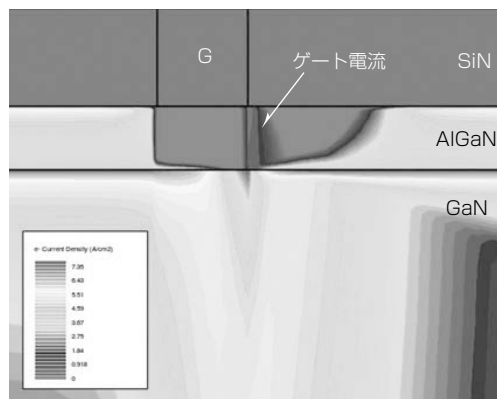 G
ゲート電流
SiN
AlGaN
GaN
e- Current Density (A/cm2)
7.35
6.43
5.51
4.59
3.67
2.75
1.84
0.918
0